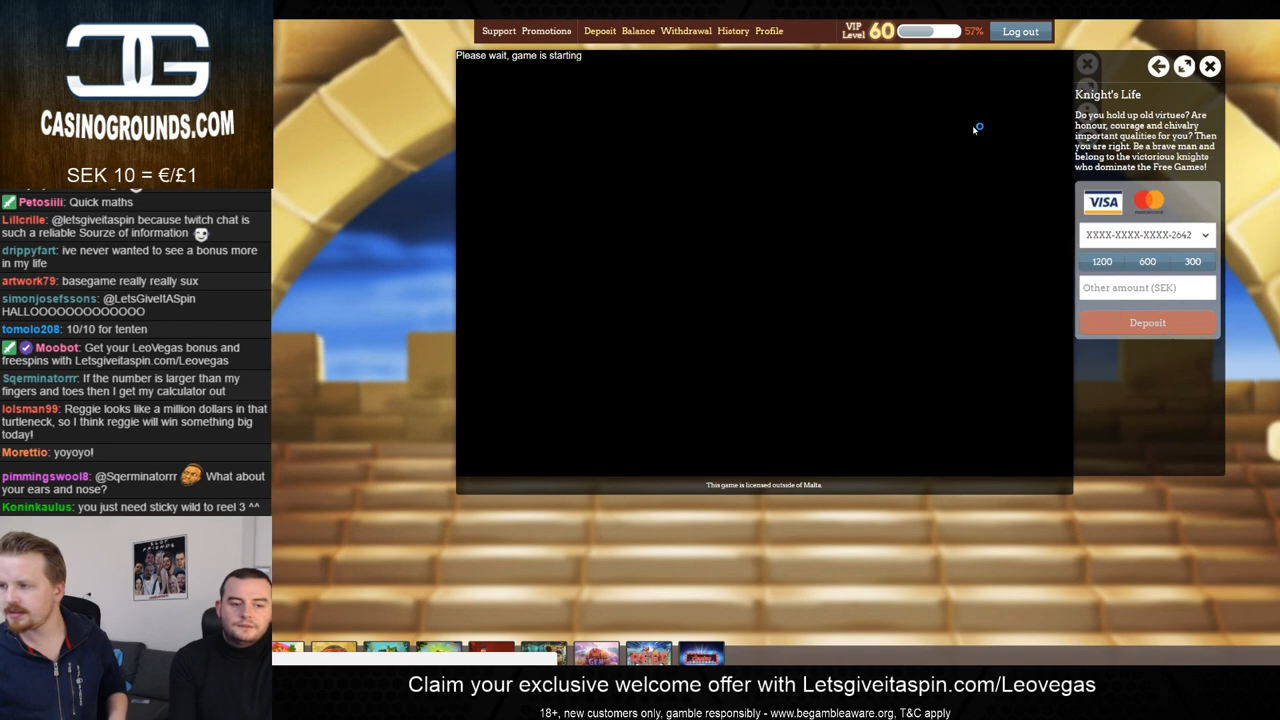 CG
CASINOGROUNDS.COM
SEK 10 = €/£1
Petosiili: Quick maths
Lillcrille: @letsgiveitaspin because twitch chat is
such a reliable Sourze of information
drippyfart: ive never wanted to see a bonus more
in my life
artwork79: basegame really really sux
simonjosefssons: @LetsGiveItASpin
HALLOOOOOOOOOOOOO
tomolo208: 10/10 for tenten
Moobot: Get your LeoVegas bonus and
freespins with Letsgiveitaspin.com/Leovegas
Sqerminatorrr: If the number is larger than my
fingers and toes then I get my calculator out
lolsman99: Reggie looks like a million dollars in that
turtleneck, so I think reggie will win something big
today!
Morettio: yoyoyo!
pimmingswool8: @Sqerminatorrr What about
your ears and nose?
Koninkaulus: you just need sticky wild to reel 3 ^^
Support Promotions Deposit Balance Withdrawal History Profile
VIP
Level 60 57% Log out
Please wait, game is starting
Knight's Life
Do you hold up old virtues? Are
honour, courage and chivalry
important qualities for you? Then
you are right. Be a brave man and
belong to the victorious knights
who dominate the Free Games!
VISA mastercard
XXXX-XXXX-XXXX-2642
1200 600 300
Other amount (SEK)
Deposit
This game is licensed outside of Malta.
Claim your exclusive welcome offer with Letsgiveitaspin.com/Leovegas
18+, new customers only, gamble responsibly - www.begambleaware.org, T&C apply